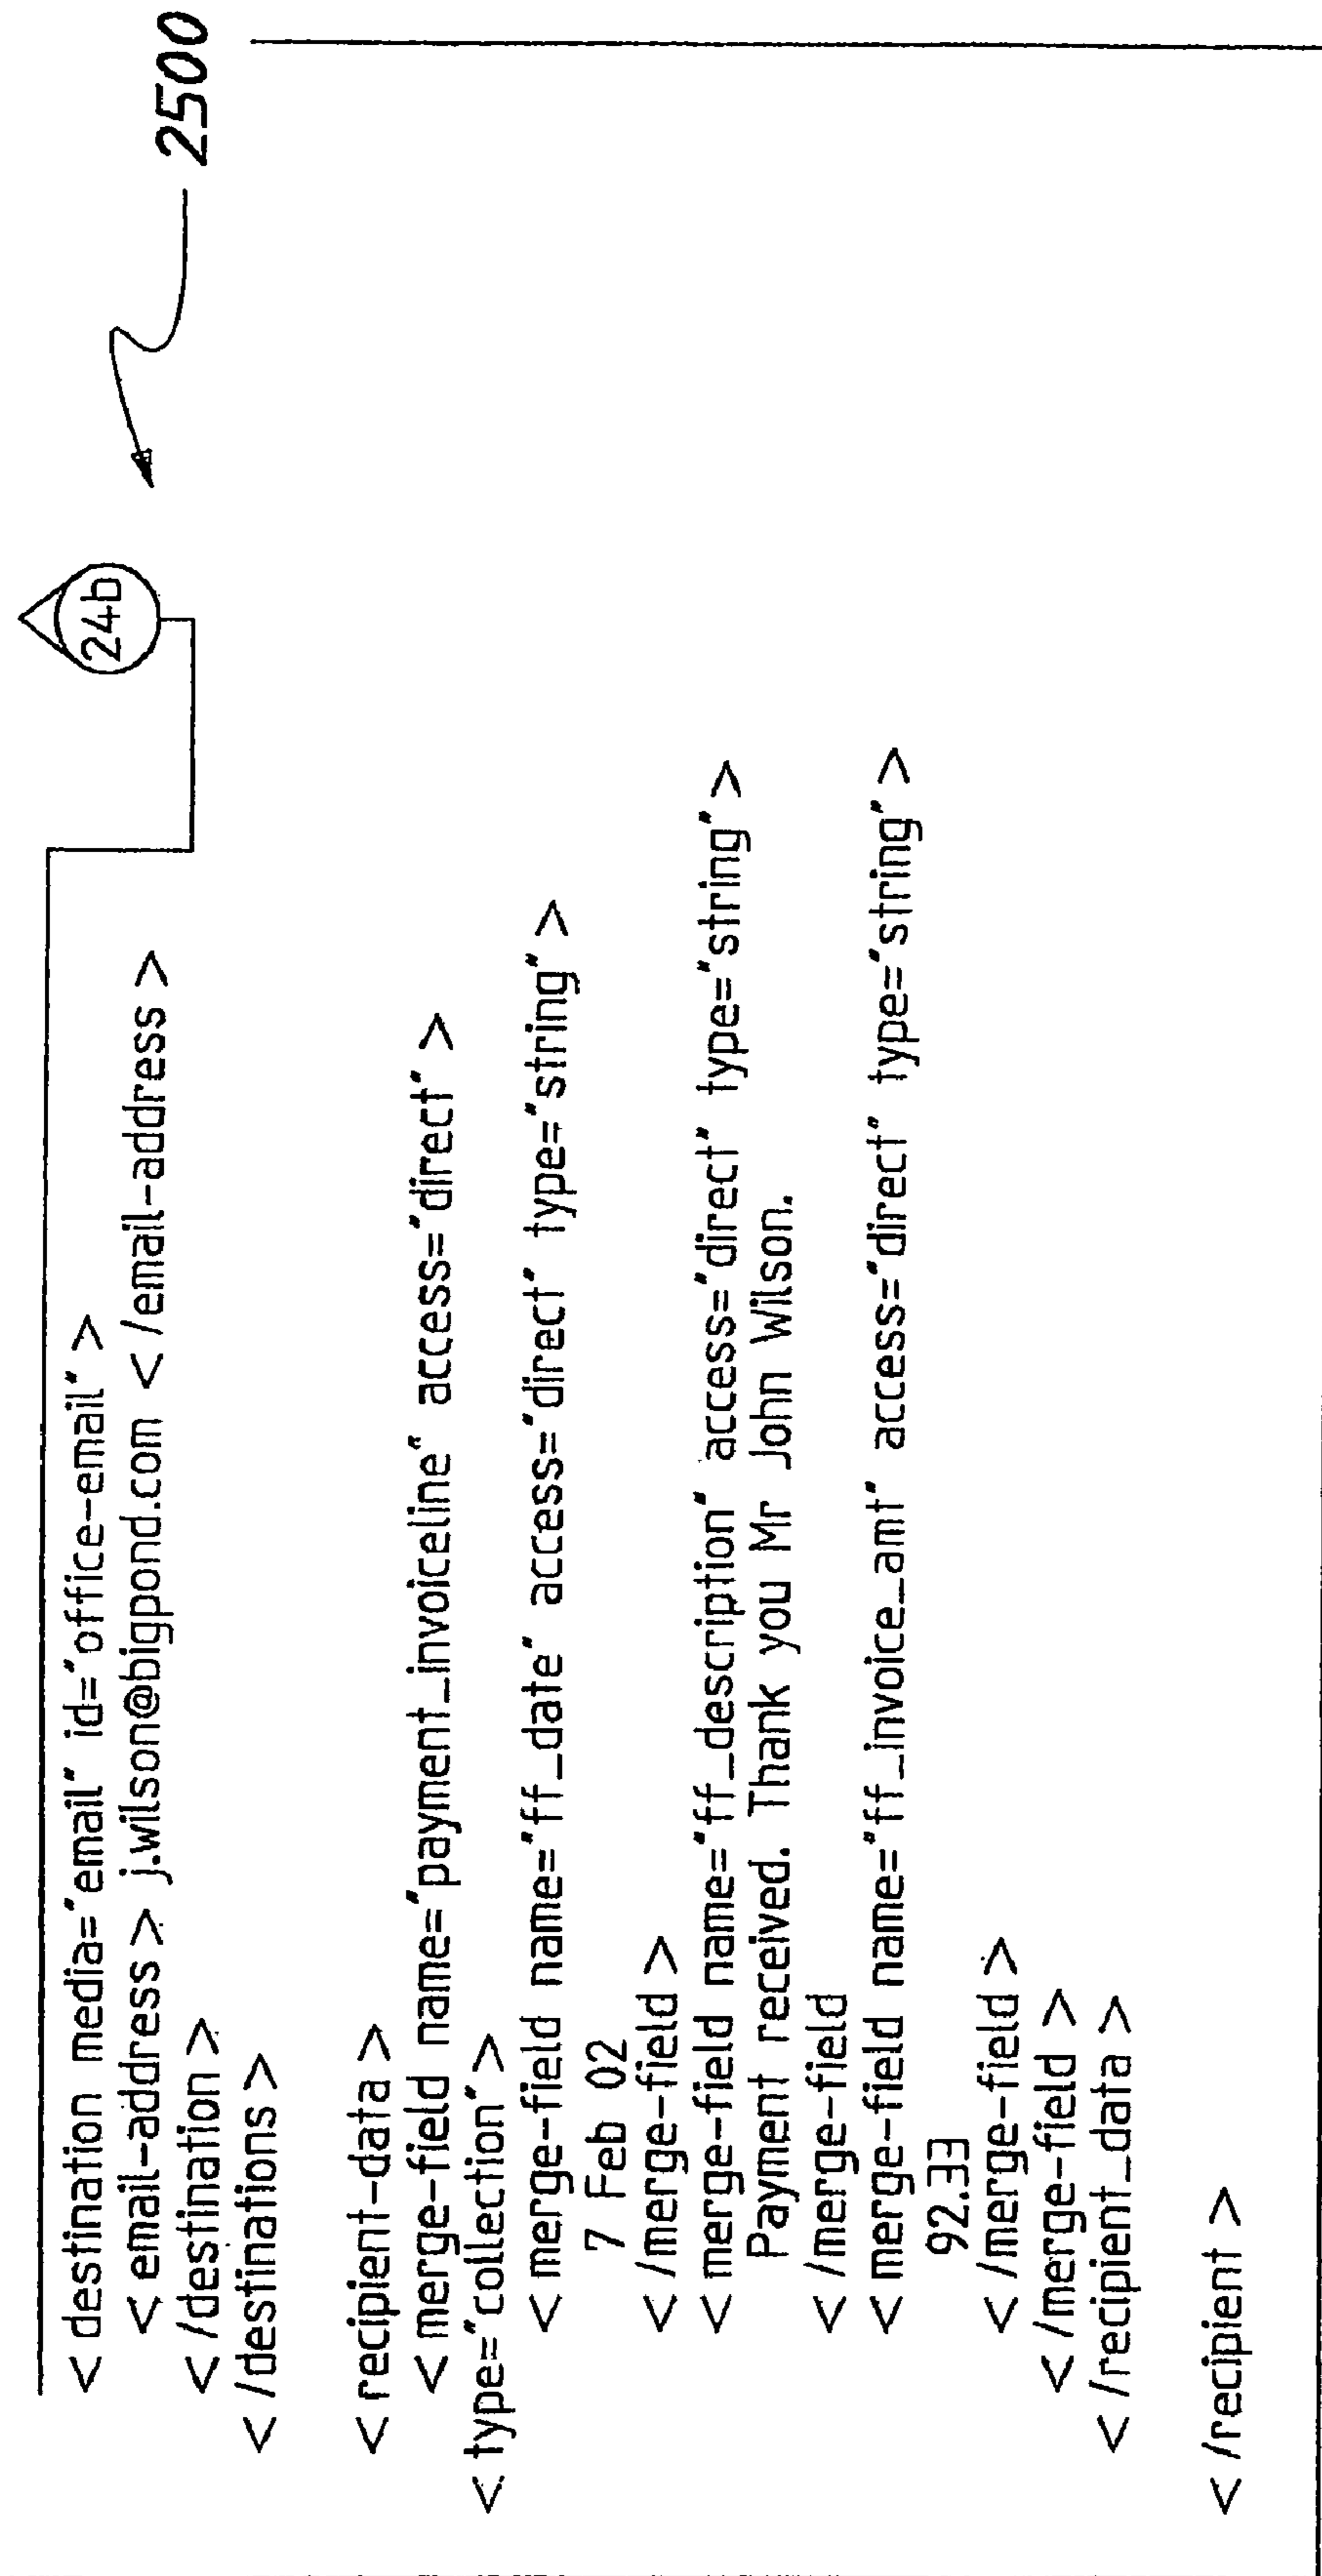 2500
24b
< destination media="email" id="office-email" >
< email-address > j.wilson@bigpond.com < /email-address >
< /destination >
< /destinations >
< recipient-data >
< merge-field name="payment_invoiceline" access="direct" >
< type="collection" >
< merge-field name="ff_date" access="direct" type="string" >
7 Feb 02
< /merge-field >
< merge-field name="ff_description" access="direct" type="string" >
Payment received. Thank you Mr John Wilson.
< /merge-field
< merge-field name="ff_invoice_amt" access="direct" type="string" >
92.33
< /merge-field >
< /merge-field >
< /recipient_data >
< /recipient >